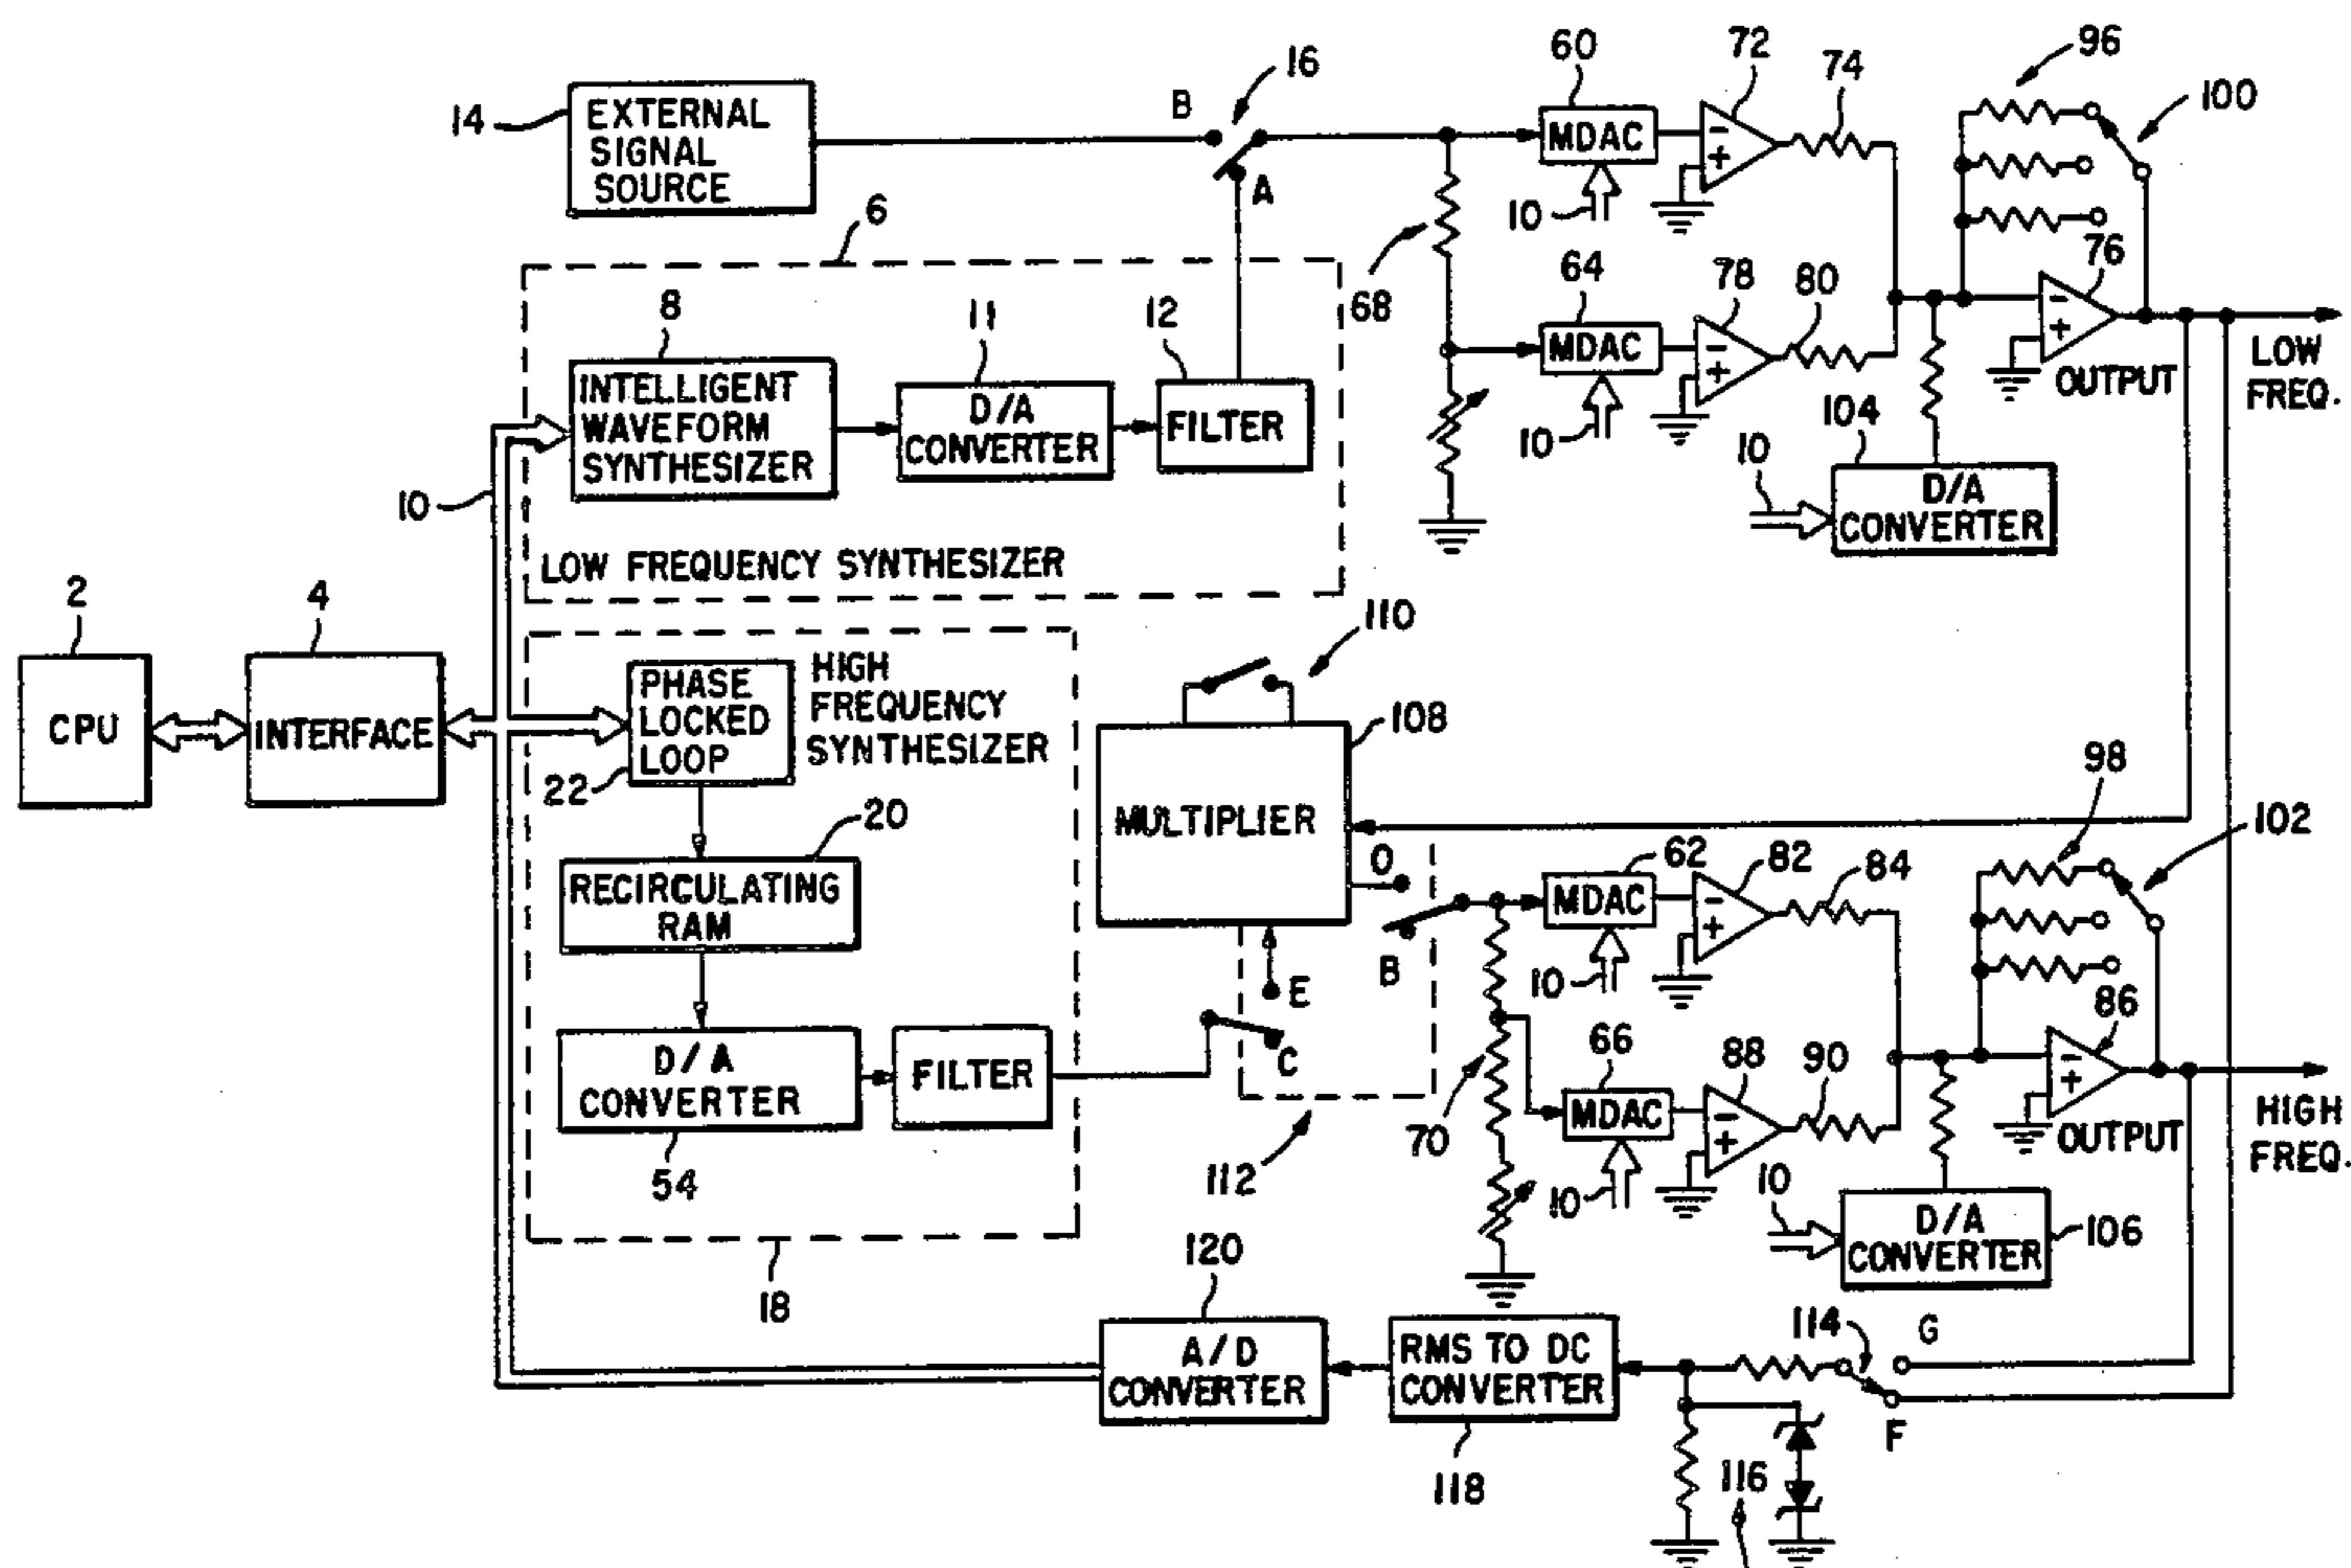 14
EXTERNAL
SIGNAL
SOURCE
B
16
A
60
MDAC
10
72
-
+
74
96
100
68
64
MDAC
10
78
-
+
80
76
-
+
OUTPUT
LOW
FREQ.
104
10
D/A
CONVERTER
6
8
INTELLIGENT
WAVEFORM
SYNTHESIZER
11
D/A
CONVERTER
12
FILTER
10
LOW FREQUENCY SYNTHESIZER
2
CPU
4
INTERFACE
PHASE
LOCKED
LOOP
22
HIGH
FREQUENCY
SYNTHESIZER
20
RECIRCULATING
RAM
D/A
CONVERTER
54
FILTER
18
110
108
MULTIPLIER
O
B
E
C
112
62
MDAC
10
82
-
+
84
98
102
70
66
MDAC
10
88
-
+
90
86
-
+
OUTPUT
HIGH
FREQ.
10
D/A
CONVERTER
106
120
A/D
CONVERTER
RMS TO DC
CONVERTER
118
114
G
F
116